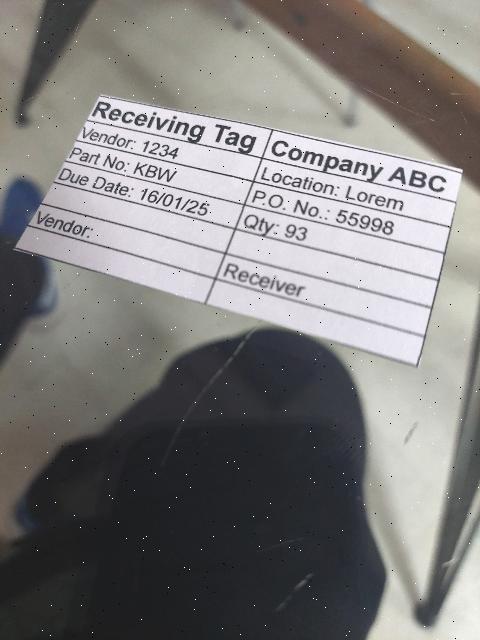 Receiving Tag Company ABC
Vendor: 1234 Location: Lorem
Part No: KBW P.O. No.: 55998
Due Date: 16/01/25 Qty: 93
Vendor: Receiver